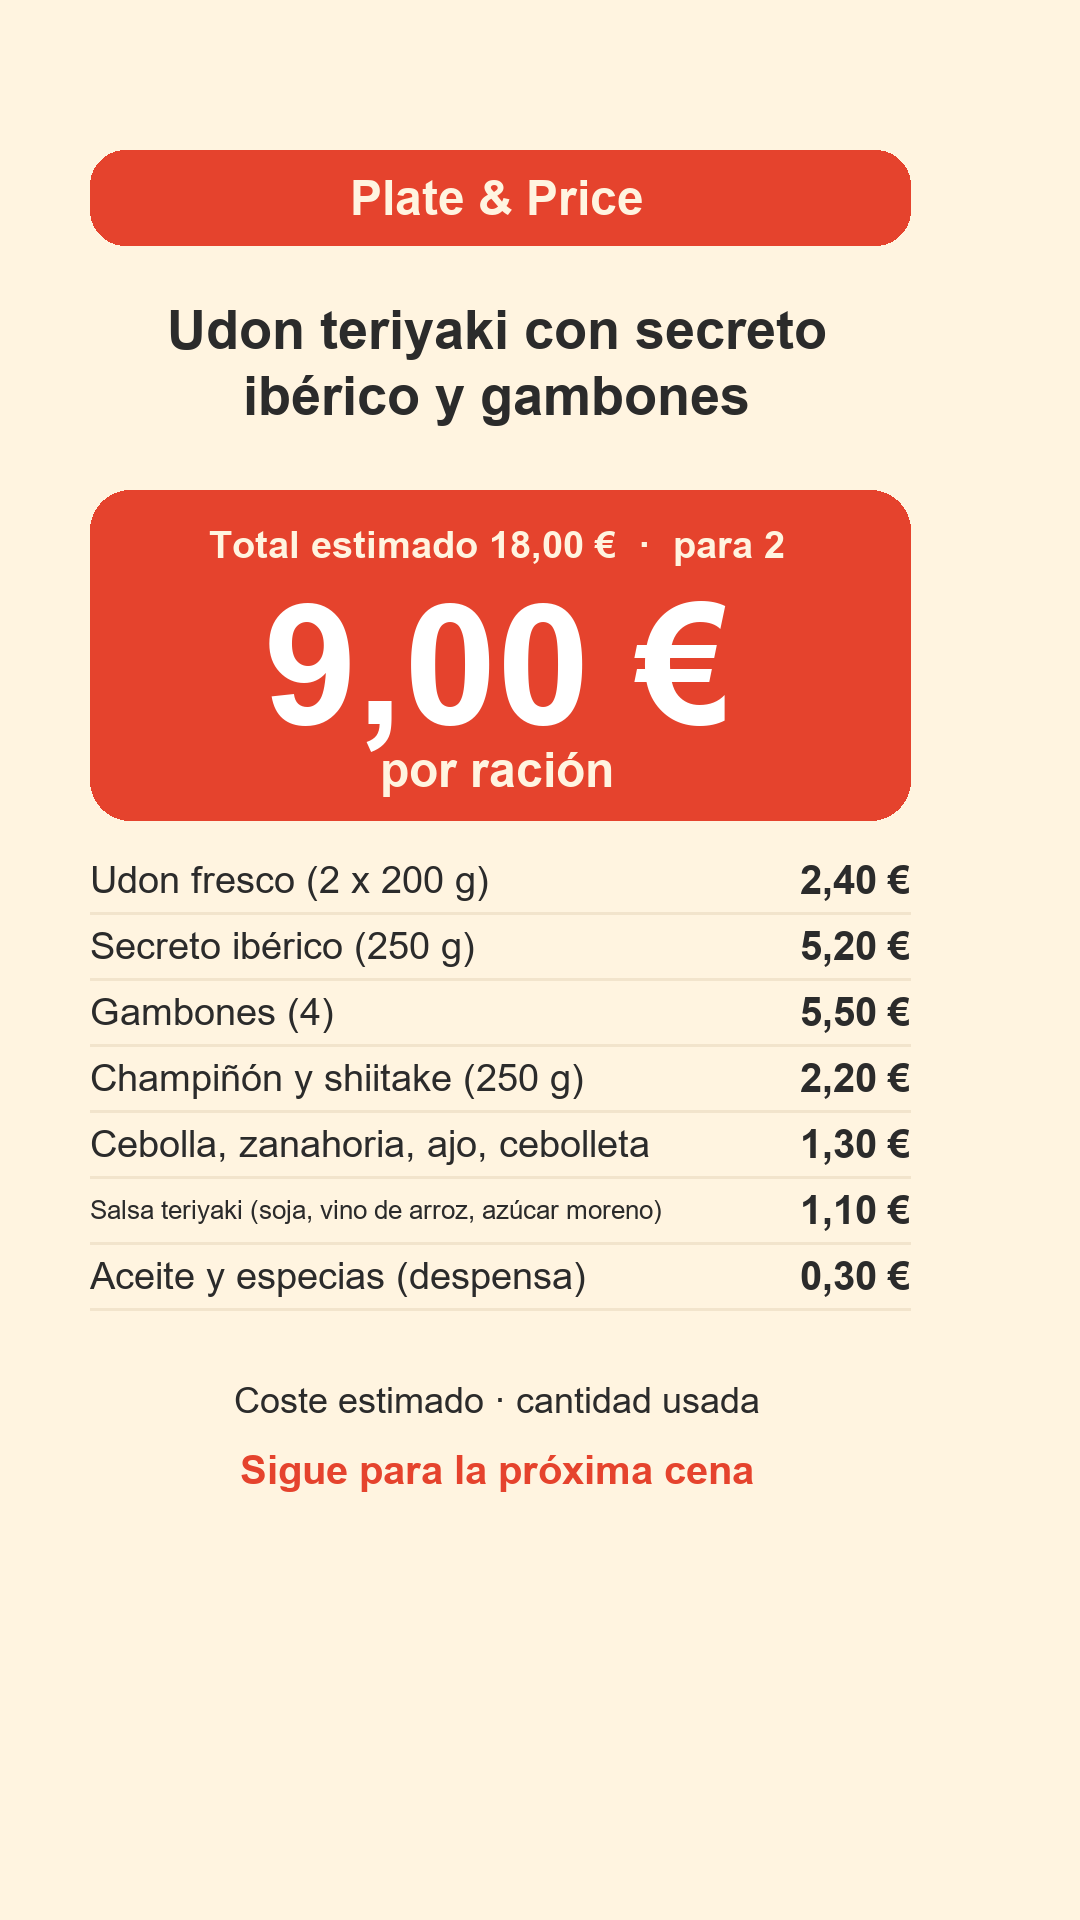 Plate & Price
Udon teriyaki con secreto
ibérico y gambones
Total estimado 18,00 € · para 2
9,00 €
por ración
Udon fresco (2 x 200 g) 2,40 €
Secreto ibérico (250 g) 5,20 €
Gambones (4) 5,50 €
Champiñón y shiitake (250 g) 2,20 €
Cebolla, zanahoria, ajo, cebolleta 1,30 €
Salsa teriyaki (soja, vino de arroz, azúcar moreno) 1,10 €
Aceite y especias (despensa) 0,30 €
Coste estimado · cantidad usada
Sigue para la próxima cena